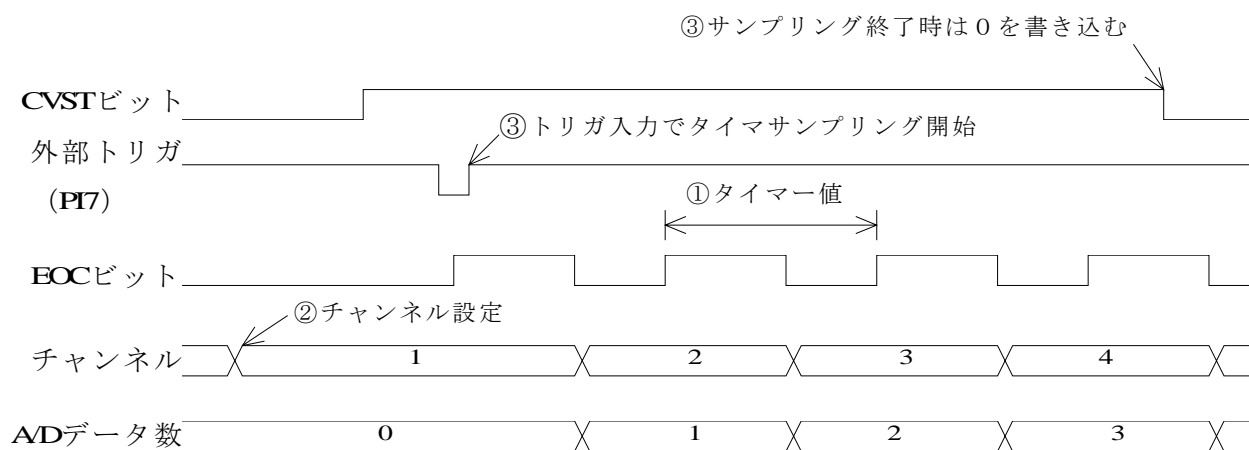 ③サンプリング終了時は0を書き込む
CVSTビット
③トリガ入力でタイマサンプリング開始
外部トリガ
(PI7)
①タイマー値
EOCビット
②チャンネル設定
チャンネル 1 2 3 4
A/Dデータ数 0 1 2 3